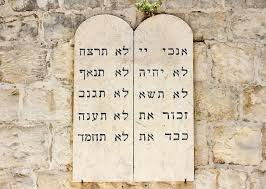 אנכי יי
לא יהיה
לא תשא
זכור את
כבד את
לא תרצח
לא תנאף
לא תגנב
לא תענה
לא תחמד